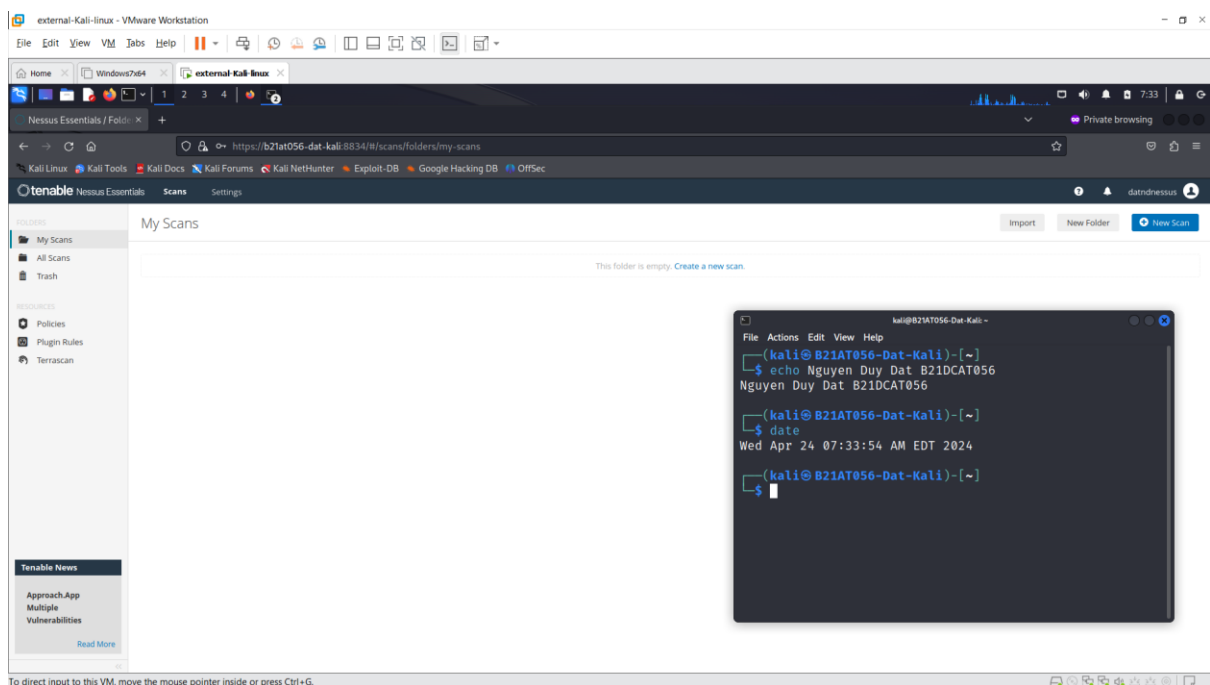 external-Kali-linux - VMware Workstation
File Edit View VM Tabs Help
Home Windows7x64 external-Kali-linux
1 2 3 4 2 7:33
Nessus Essentials / Folde Private browsing
https://b21at056-dat-kali:8834/#/scans/folders/my-scans
Kali Linux Kali Tools Kali Docs Kali Forums Kali NetHunter Exploit-DB Google Hacking DB OffSec
tenable Nessus Essentials Scans Settings datndnessus
FOLDERS
My Scans
All Scans
Trash
RESOURCES
Policies
Plugin Rules
Terrascan
Tenable News
Approach.App
Multiple
Vulnerabilities
Read More
My Scans Import New Folder New Scan
This folder is empty. Create a new scan.
kali@B21AT056-Dat-Kali: ~
File Actions Edit View Help
(kali㉿B21AT056-Dat-Kali)-[~]
$ echo Nguyen Duy Dat B21DCAT056
Nguyen Duy Dat B21DCAT056
(kali㉿B21AT056-Dat-Kali)-[~]
$ date
Wed Apr 24 07:33:54 AM EDT 2024
(kali㉿B21AT056-Dat-Kali)-[~]
$
To direct input to this VM, move the mouse pointer inside or press Ctrl+G.